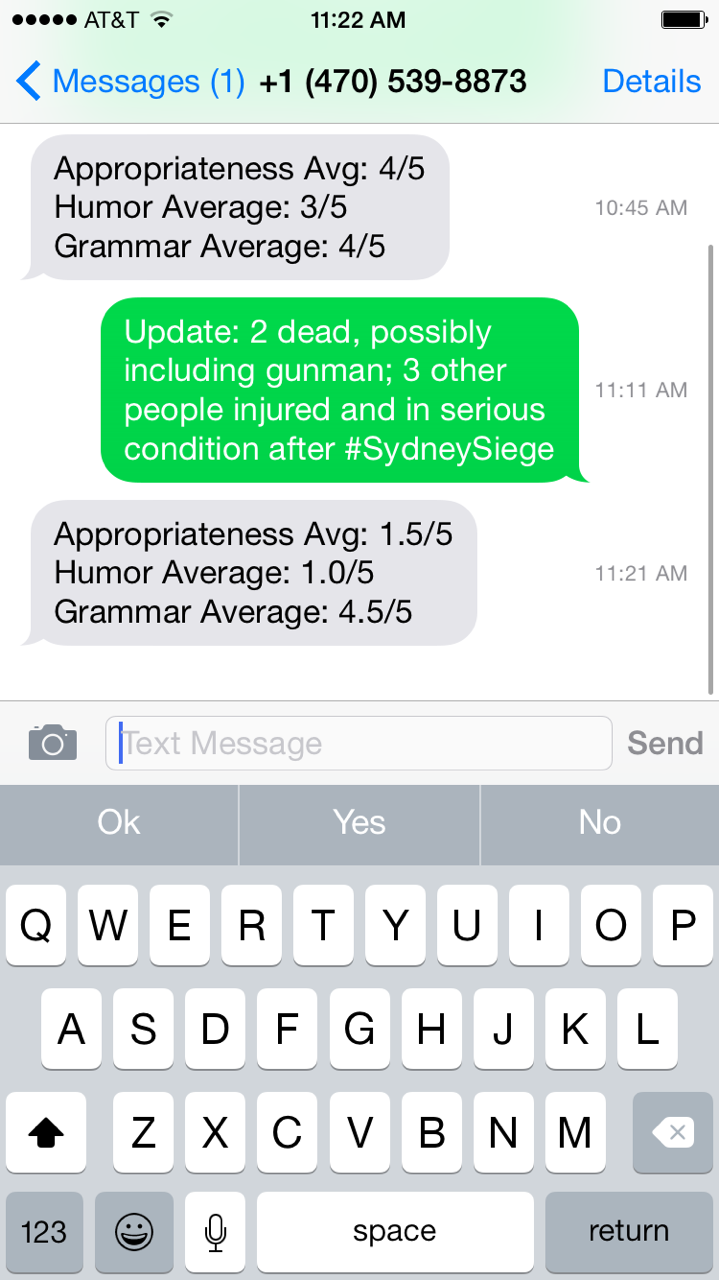 AT&T 11:22 AM
Messages (1) +1 (470) 539-8873 Details
Appropriateness Avg: 4/5
Humor Average: 3/5
Grammar Average: 4/5
10:45 AM
Update: 2 dead, possibly
including gunman; 3 other
people injured and in serious
condition after #SydneySiege
11:11 AM
Appropriateness Avg: 1.5/5
Humor Average: 1.0/5
Grammar Average: 4.5/5
11:21 AM
Text Message Send
Ok Yes No
Q W E R T Y U I O P
A S D F G H J K L
Z X C V B N M
123 space return